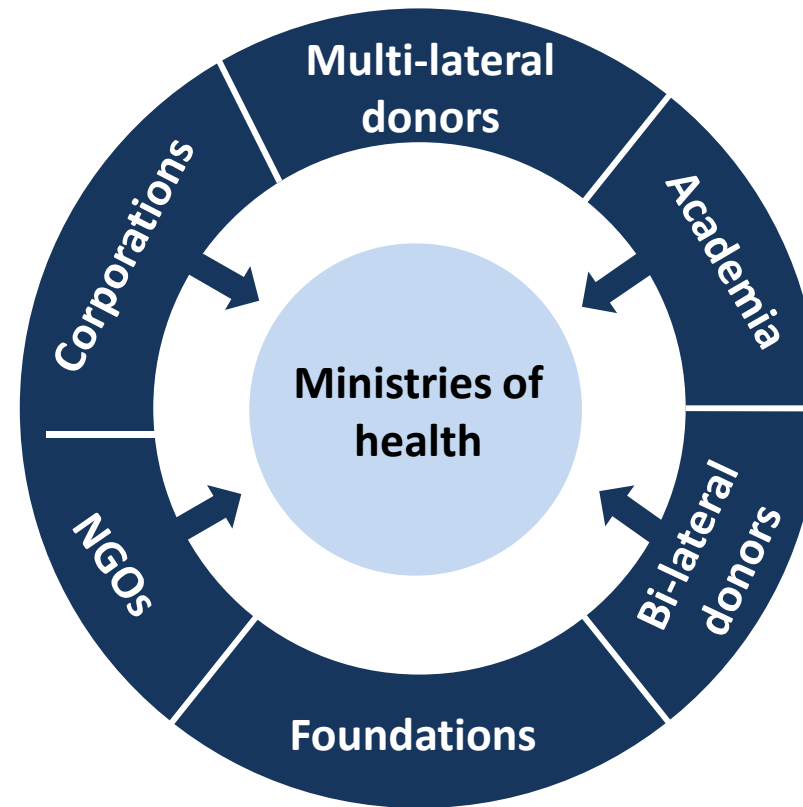 Multi-lateral
donors
Academia
Bi-lateral
donors
Foundations
NGOs
Corporations
Ministries of
health